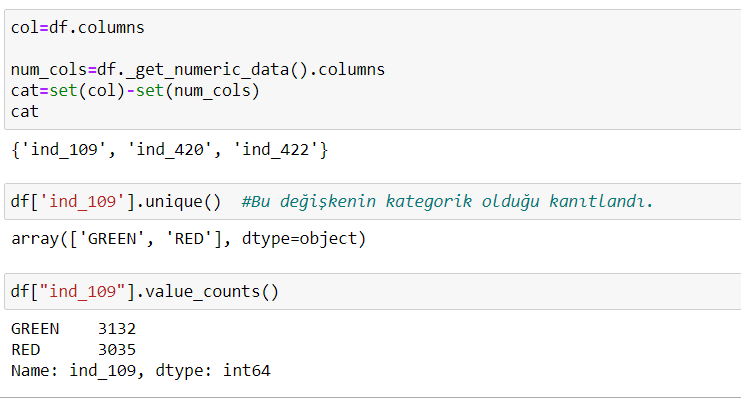 col=df.columns
num_cols=df._get_numeric_data().columns
cat=set(col)-set(num_cols)
cat
{'ind_109', 'ind_420', 'ind_422'}
df['ind_109'].unique()  #Bu değişkenin kategorik olduğu kanıtlandı.
array(['GREEN', 'RED'], dtype=object)
df["ind_109"].value_counts()
GREEN    3132
RED      3035
Name: ind_109, dtype: int64